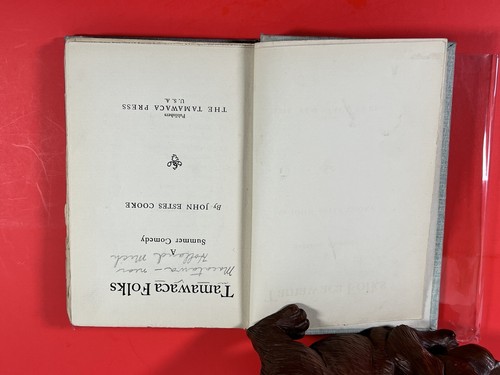 Tamawaca Folks
Macatawa - near
Holland Mich
A
Summer Comedy
By JOHN ESTES COOKE
THE TAMAWACA PRESS
Publishers
U. S. A.